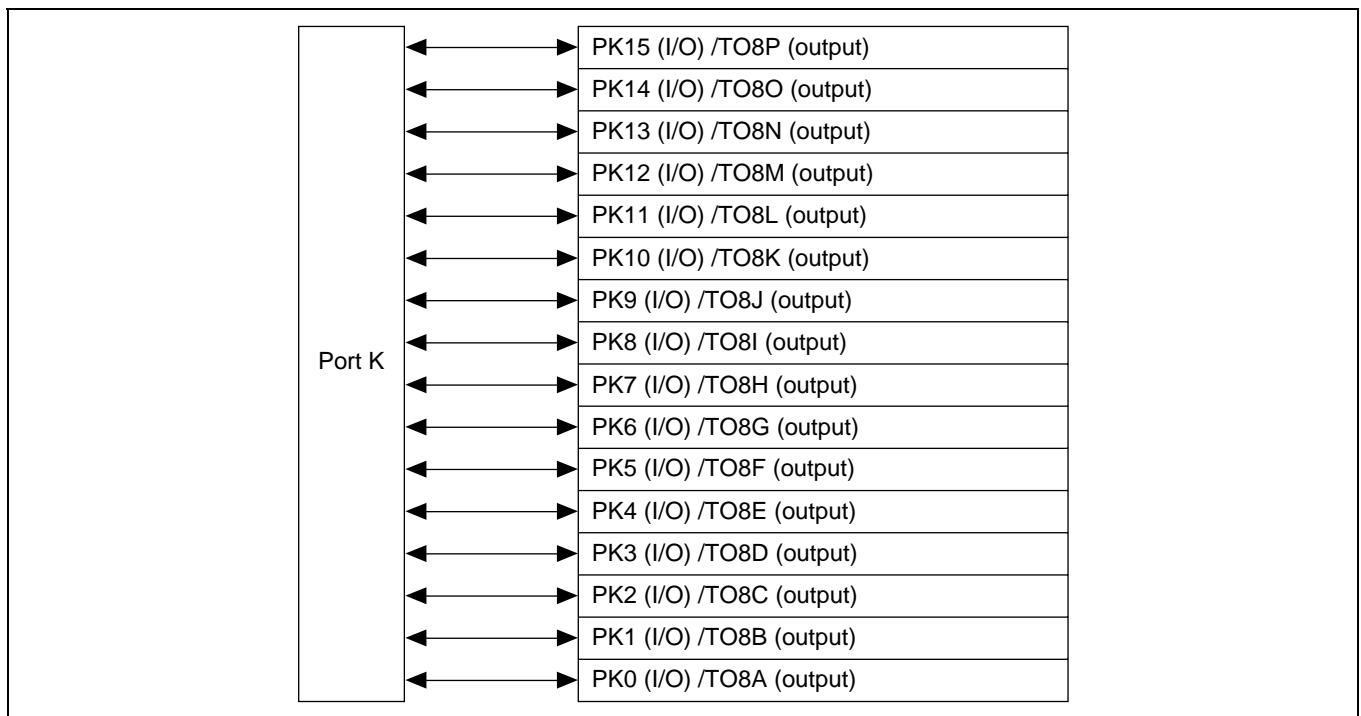 PK15 (I/O) /TO8P (output)
PK14 (I/O) /TO8O (output)
PK13 (I/O) /TO8N (output)
PK12 (I/O) /TO8M (output)
PK11 (I/O) /TO8L (output)
PK10 (I/O) /TO8K (output)
PK9 (I/O) /TO8J (output)
PK8 (I/O) /TO8I (output)
Port K
PK7 (I/O) /TO8H (output)
PK6 (I/O) /TO8G (output)
PK5 (I/O) /TO8F (output)
PK4 (I/O) /TO8E (output)
PK3 (I/O) /TO8D (output)
PK2 (I/O) /TO8C (output)
PK1 (I/O) /TO8B (output)
PK0 (I/O) /TO8A (output)